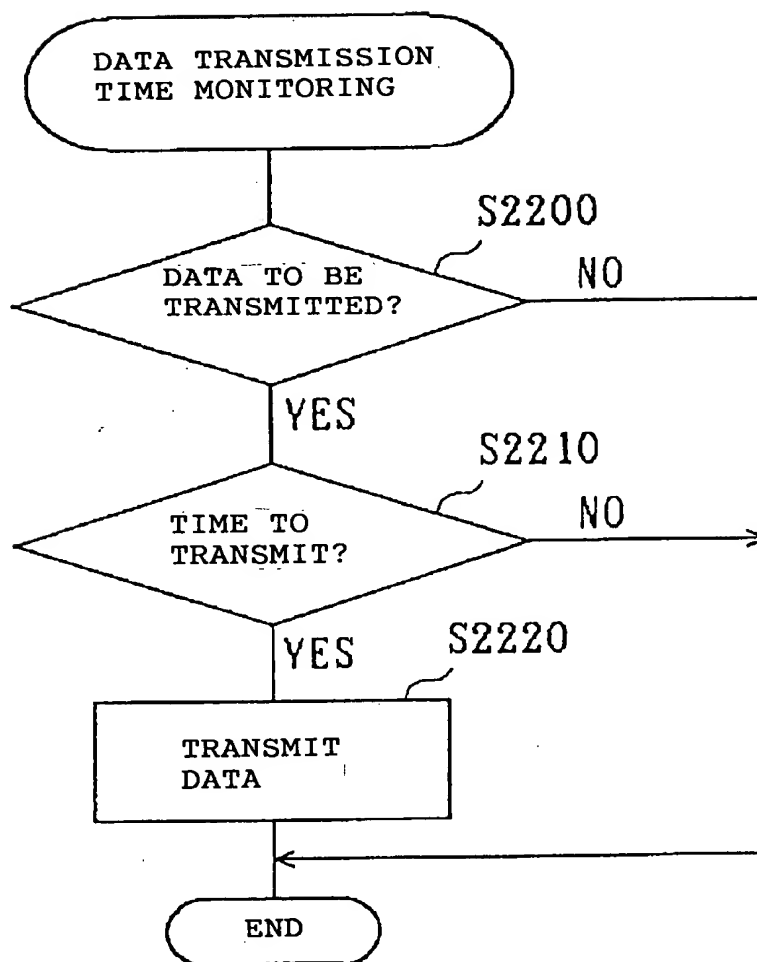 DATA TRANSMISSION
TIME MONITORING
S2200
DATA TO BE
TRANSMITTED?
NO
YES
S2210
TIME TO
TRANSMIT?
NO
YES
S2220
TRANSMIT
DATA
END